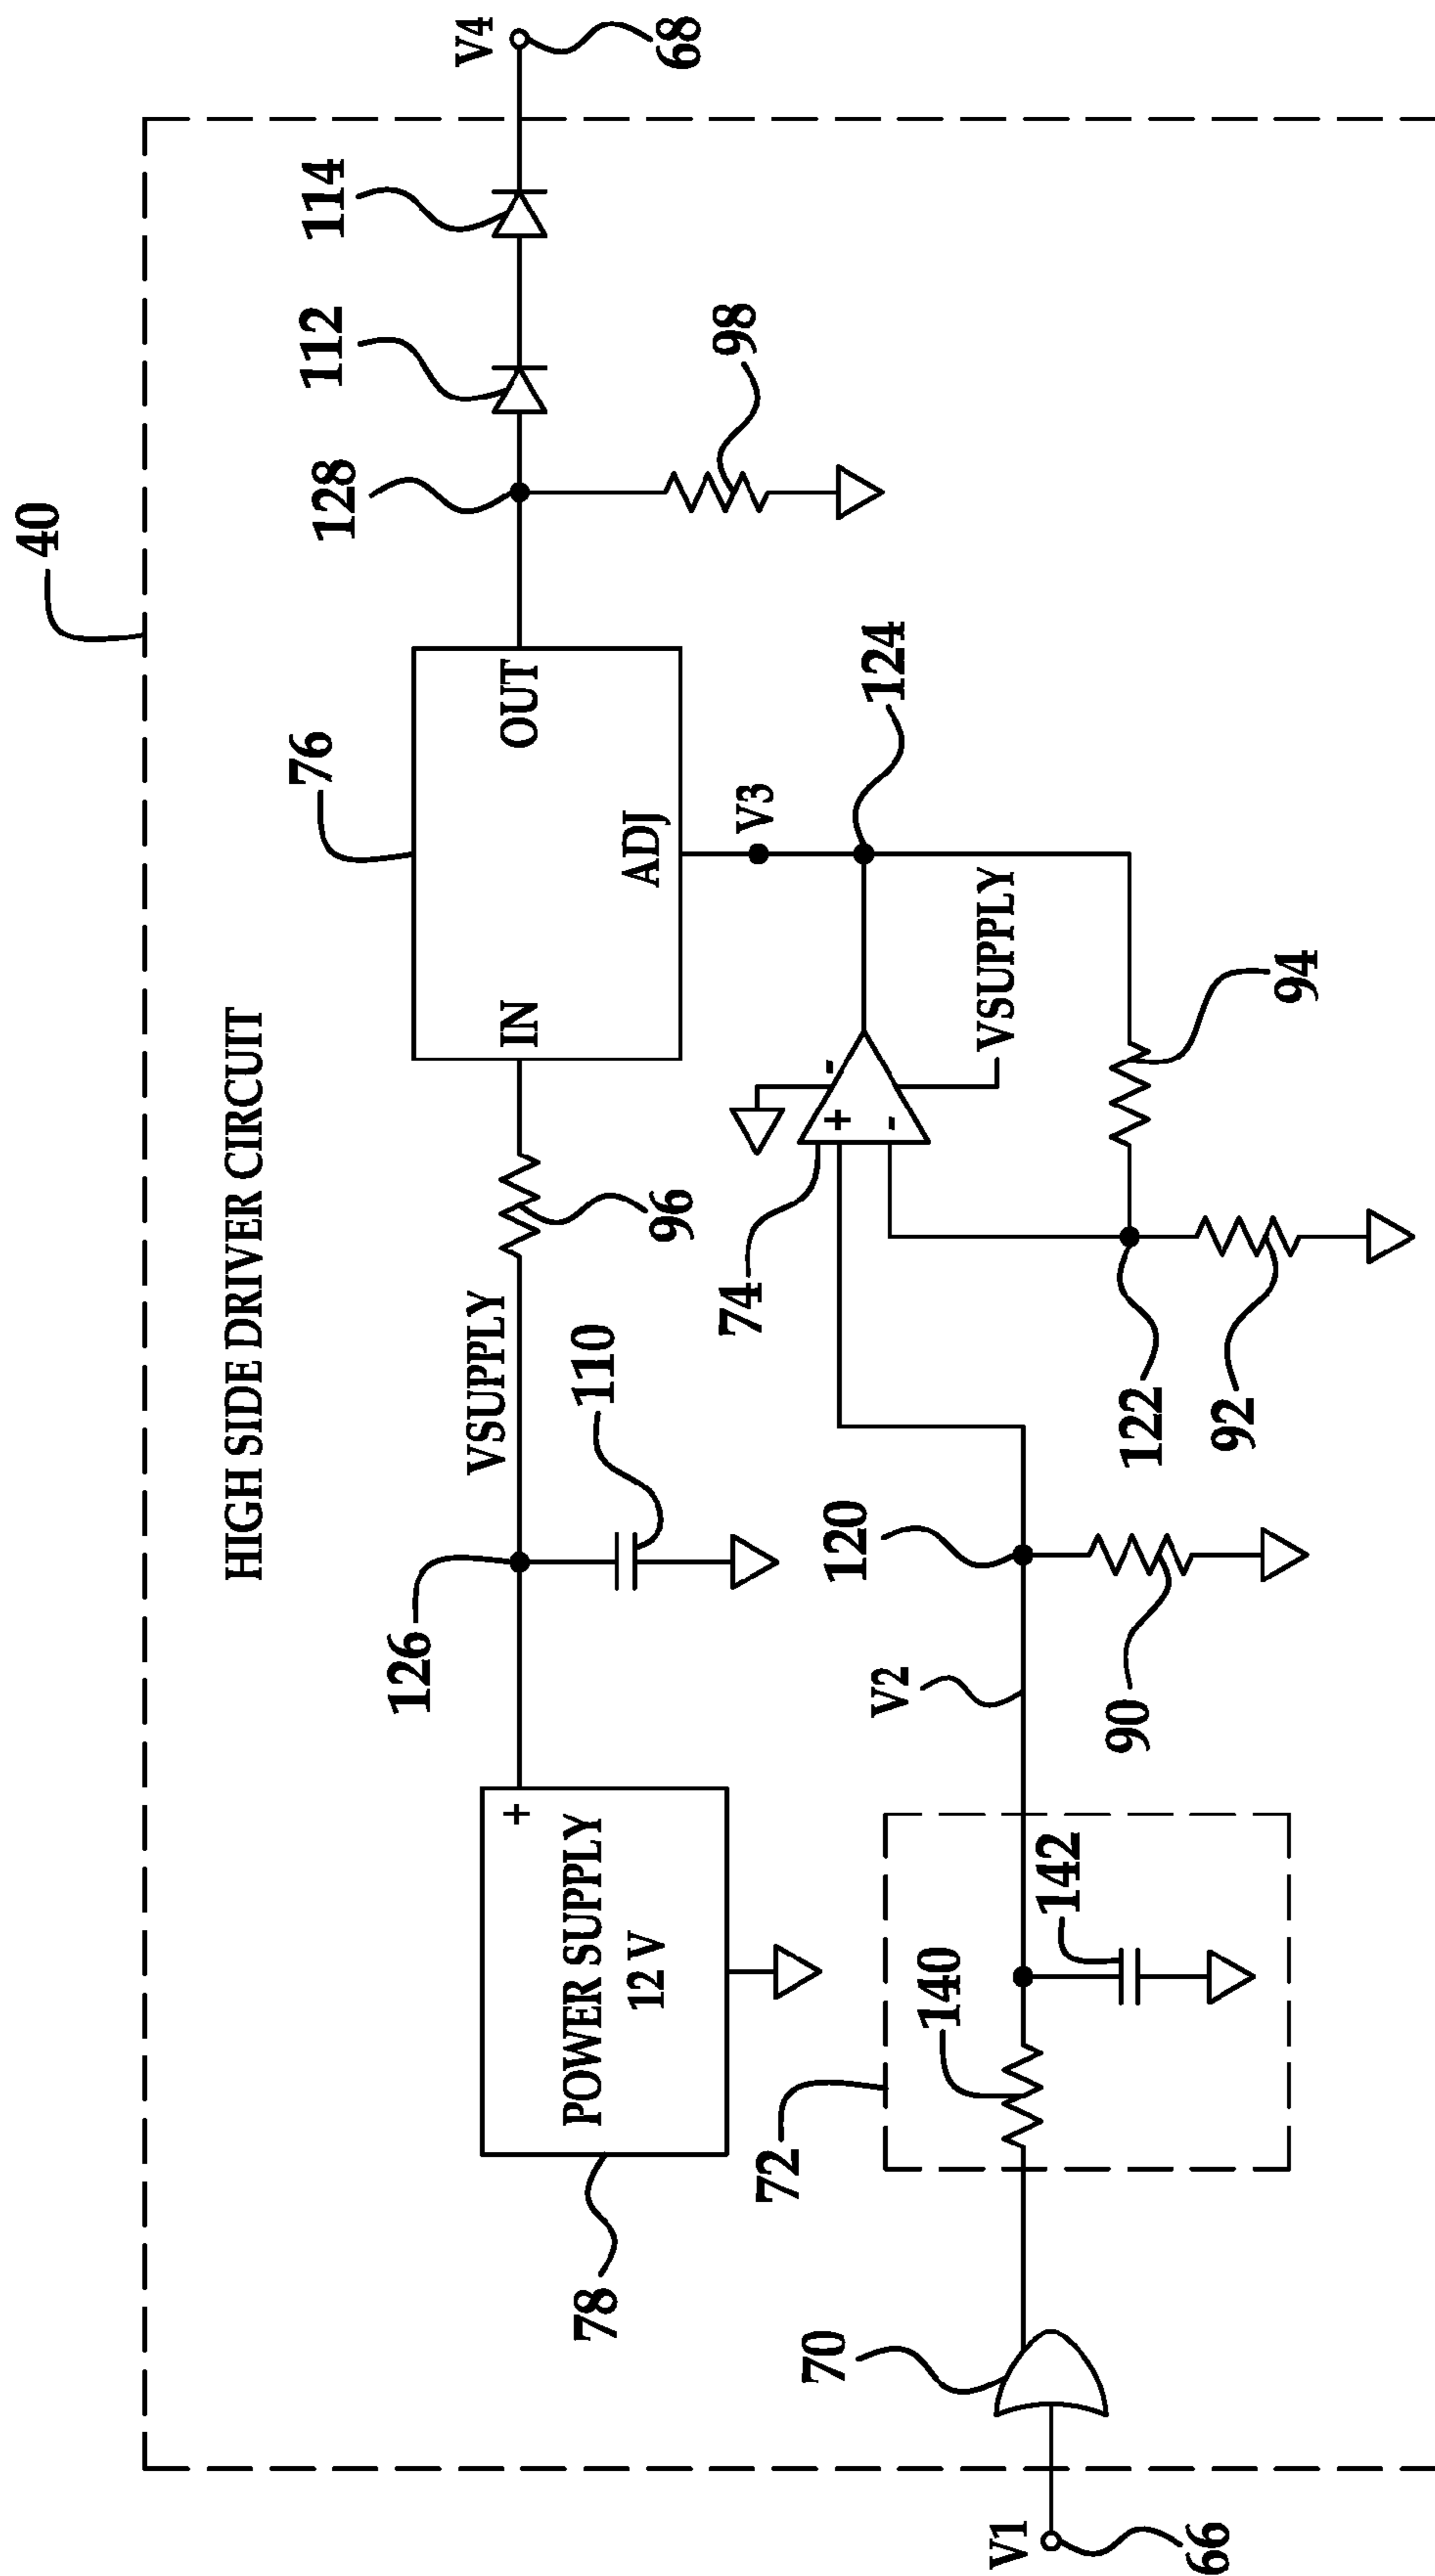 40
HIGH SIDE DRIVER CIRCUIT
78
POWER SUPPLY
12 V
+
126
VSUPPLY
110
96
76
IN
OUT
ADJ
128
112
114
V4
68
98
V3
124
74
+
-
-
VSUPPLY
94
122
92
V1
66
70
72
140
142
V2
120
90